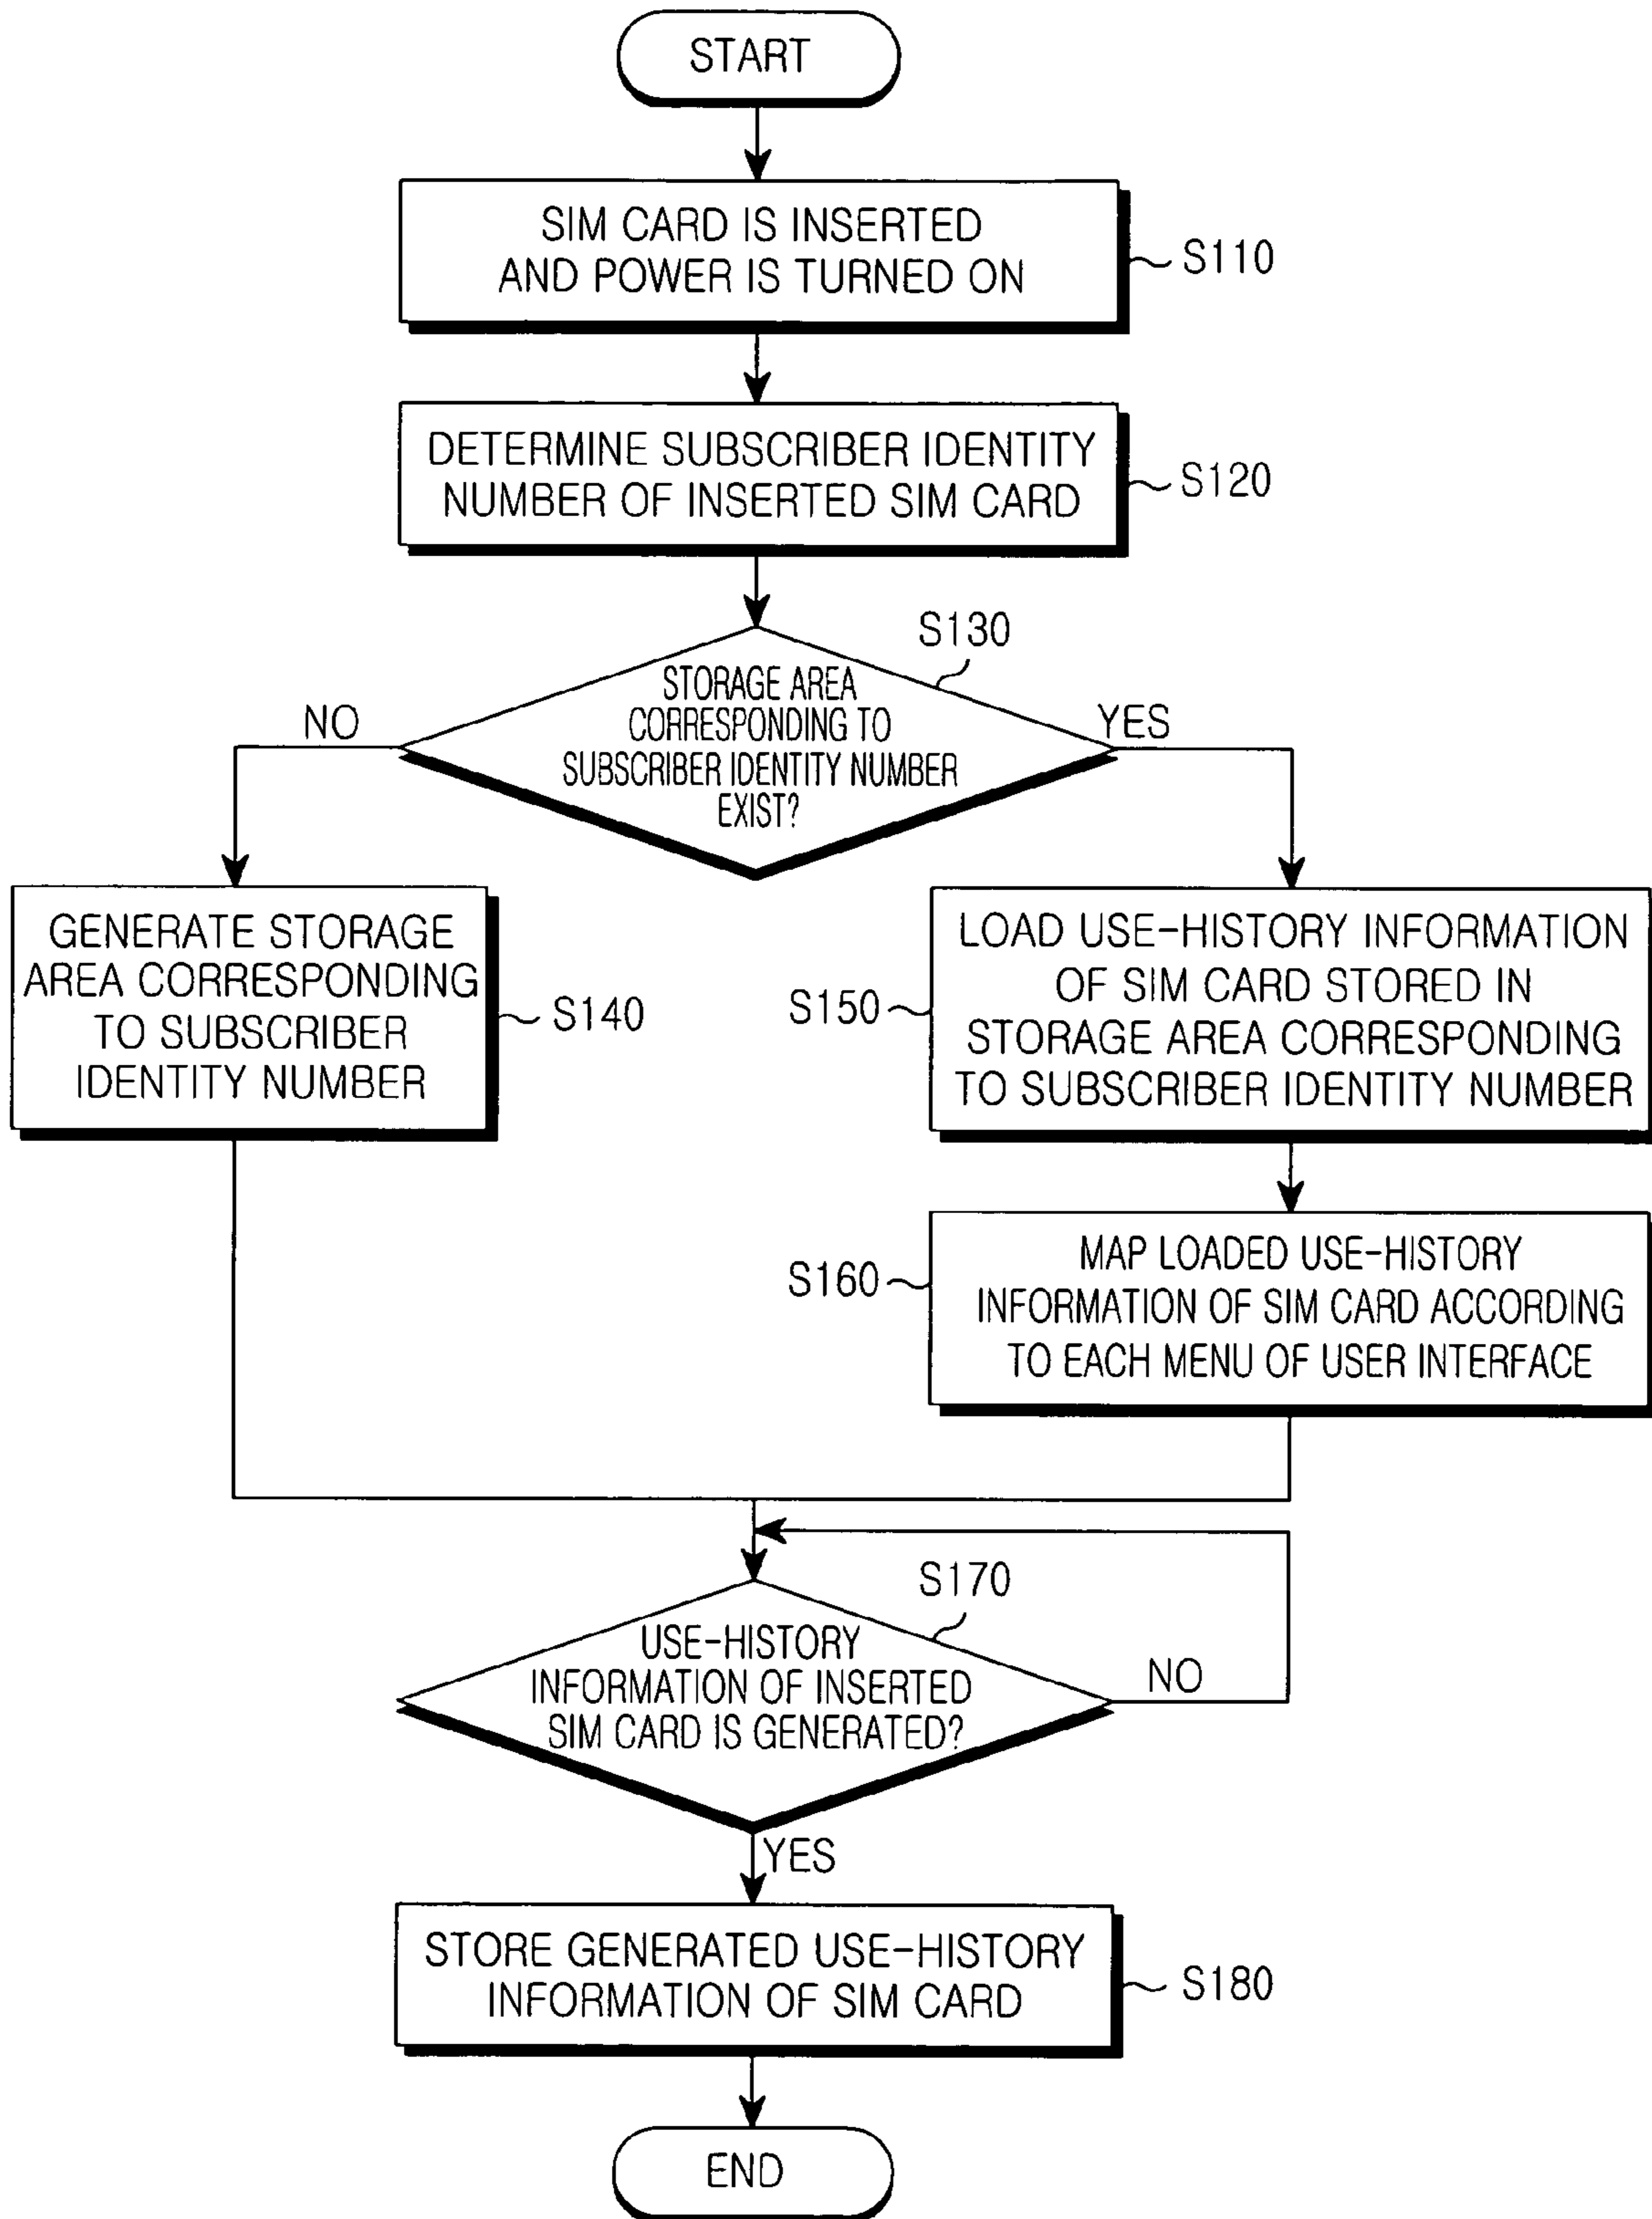 START
SIM CARD IS INSERTED
AND POWER IS TURNED ON
S110
DETERMINE SUBSCRIBER IDENTITY
NUMBER OF INSERTED SIM CARD
S120
S130
STORAGE AREA
CORRESPONDING TO
SUBSCRIBER IDENTITY NUMBER
EXIST?
NO
YES
GENERATE STORAGE
AREA CORRESPONDING
TO SUBSCRIBER
IDENTITY NUMBER
S140
LOAD USE-HISTORY INFORMATION
OF SIM CARD STORED IN
STORAGE AREA CORRESPONDING
TO SUBSCRIBER IDENTITY NUMBER
S150
MAP LOADED USE-HISTORY
INFORMATION OF SIM CARD ACCORDING
TO EACH MENU OF USER INTERFACE
S160
S170
USE-HISTORY
INFORMATION OF INSERTED
SIM CARD IS GENERATED?
NO
YES
STORE GENERATED USE-HISTORY
INFORMATION OF SIM CARD
S180
END